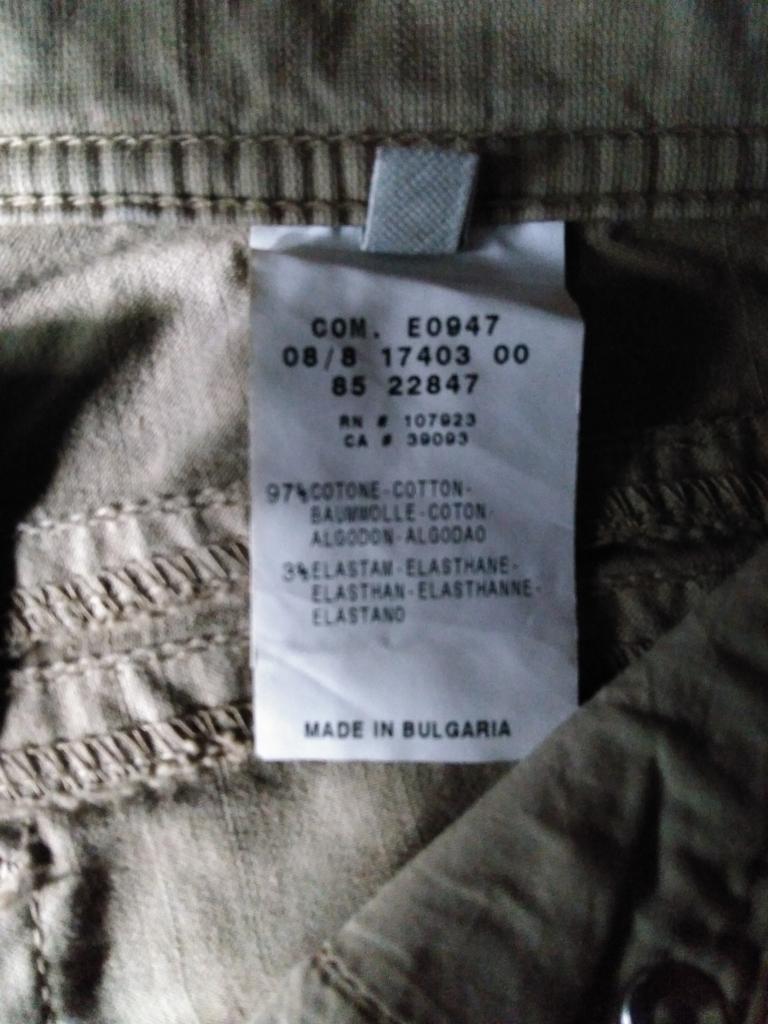 COM. E0947
08/8 17403 00
85 22847
RN # 107923
CA # 39093
97%COTONE-COTTON-
BAUMWOLLE-COTON-
ALGODON-ALGODAO
3%ELASTAM-ELASTHANE-
ELASTHAN-ELASTHANNE-
ELASTANO
MADE IN BULGARIA